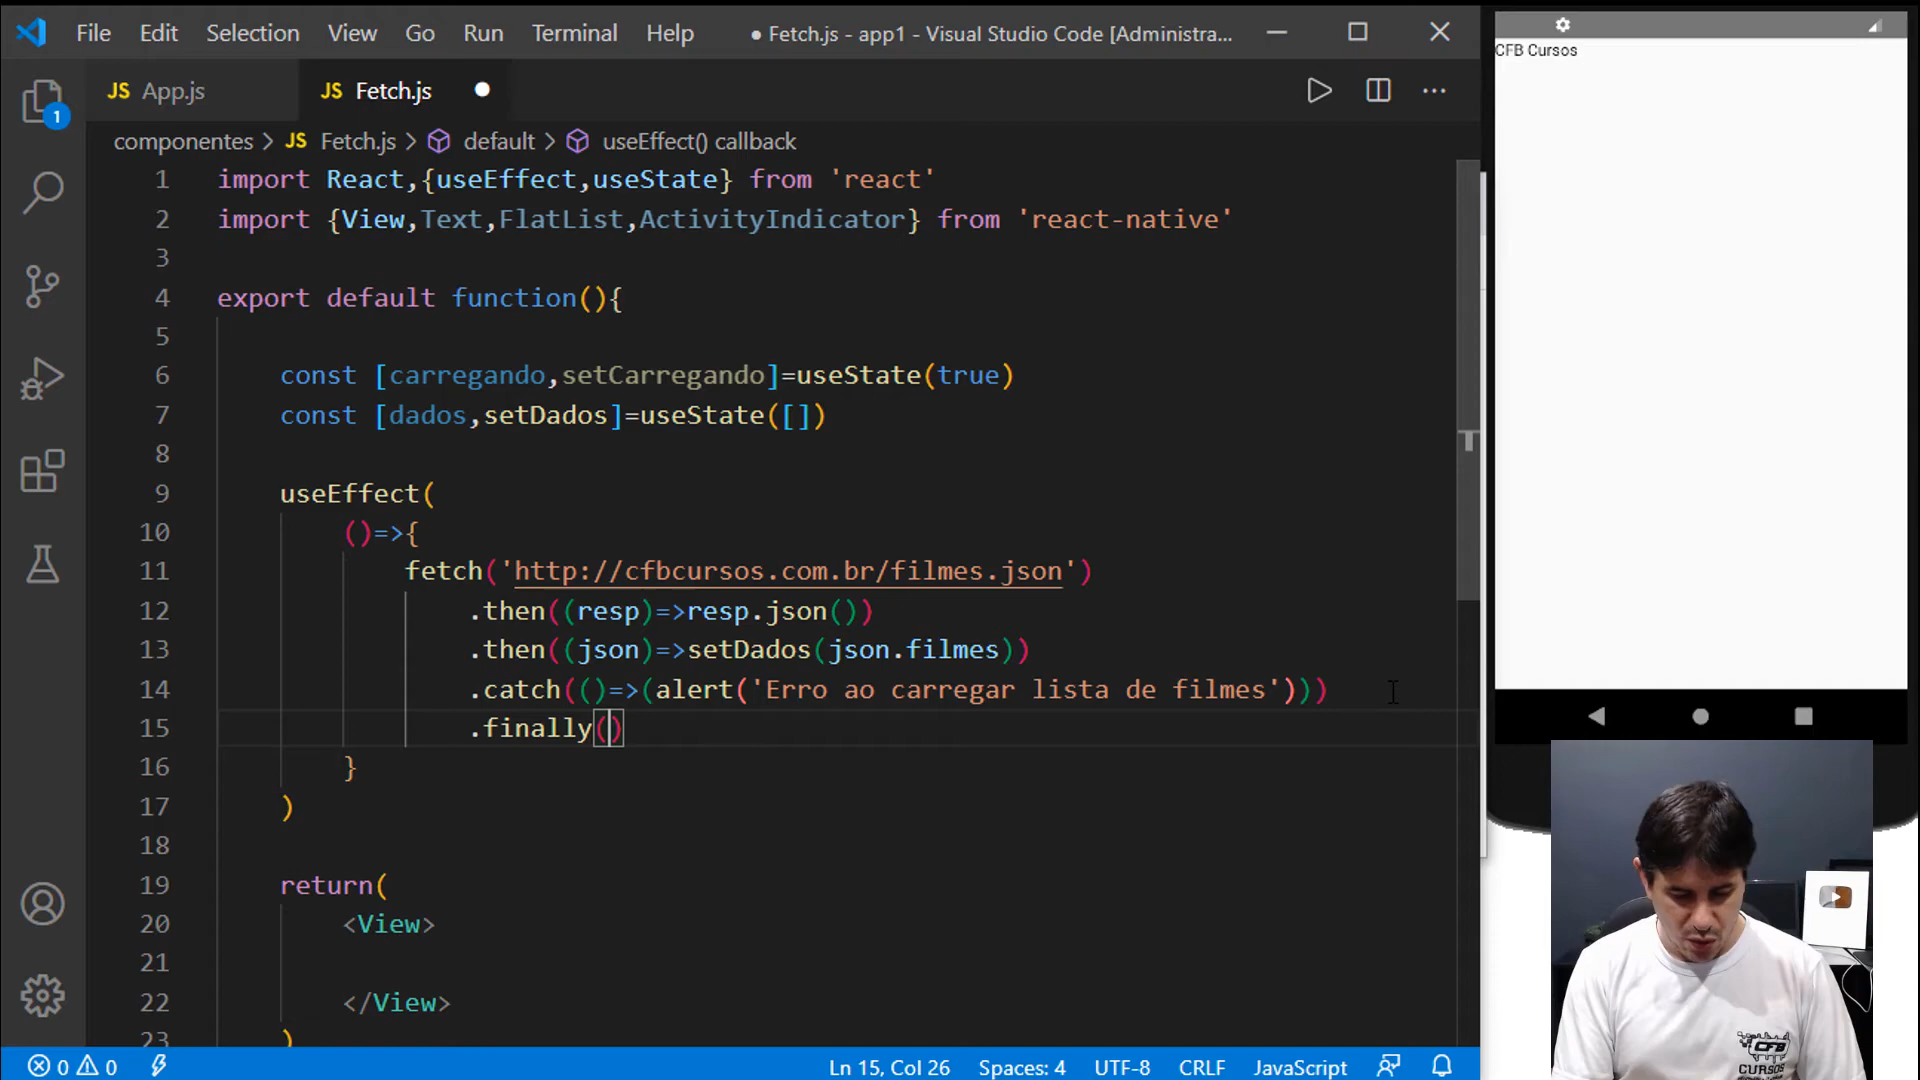 File Edit Selection View Go Run Terminal Help ● Fetch.js - app1 - Visual Studio Code [Administra...
JS App.js JS Fetch.js ●
1
componentes > JS Fetch.js > default > useEffect() callback
1 import React,{useEffect,useState} from 'react'
2 import {View,Text,FlatList,ActivityIndicator} from 'react-native'
3
4 export default function(){
5
6 const [carregando,setCarregando]=useState(true)
7 const [dados,setDados]=useState([])
8
9 useEffect(
10 ()=>{
11 fetch('http://cfbcursos.com.br/filmes.json')
12 .then((resp)=>resp.json())
13 .then((json)=>setDados(json.filmes))
14 .catch(()=>(alert('Erro ao carregar lista de filmes')))
15 .finally()
16 }
17 )
18
19 return(
20 <View>
21
22 </View>
23 )
0 0 Ln 15, Col 26 Spaces: 4 UTF-8 CRLF JavaScript
CFB Cursos
CFB
CURSOS